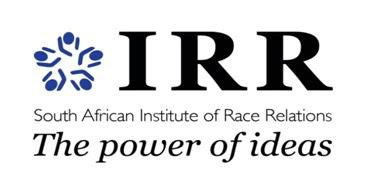 IRR
South African Institute of Race Relations
The power of ideas